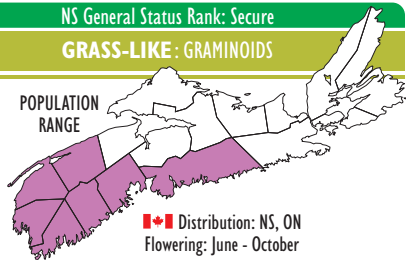 NS General Status Rank: Secure
GRASS-LIKE: GRAMINOIDS
POPULATION
RANGE
Distribution: NS, ON
Flowering: June - October